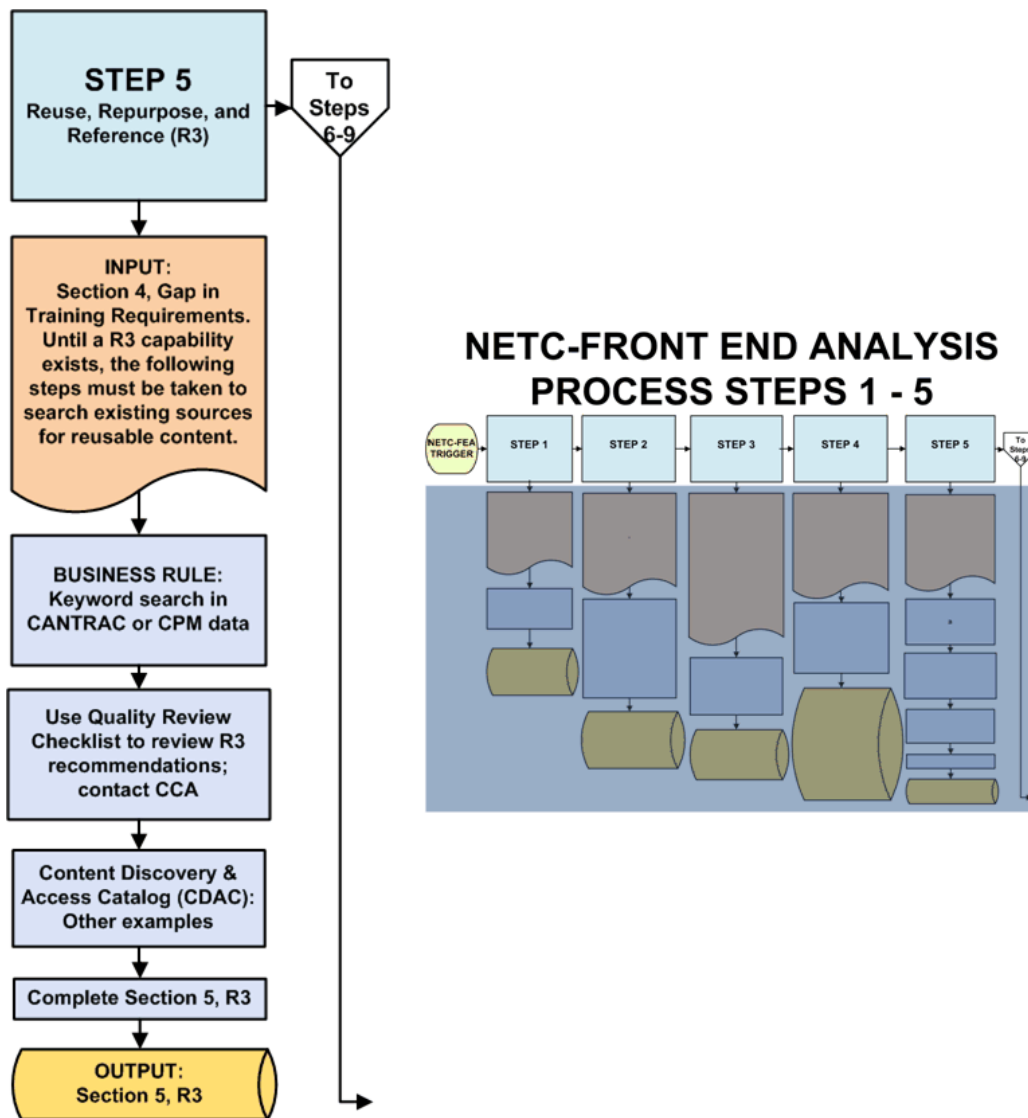 STEP 5
Reuse, Repurpose, and
Reference (R3)
To
Steps
6-9
INPUT:
Section 4, Gap in
Training Requirements.
Until a R3 capability
exists, the following
steps must be taken to
search existing sources
for reusable content.
BUSINESS RULE:
Keyword search in
CANTRAC or CPM data
Use Quality Review
Checklist to review R3
recommendations;
contact CCA
Content Discovery &
Access Catalog (CDAC):
Other examples
Complete Section 5, R3
OUTPUT:
Section 5, R3
NETC-FRONT END ANALYSIS
PROCESS STEPS 1 - 5
NETC-FEA
TRIGGER
STEP 1
STEP 2
STEP 3
STEP 4
STEP 5
To
Steps
6-9